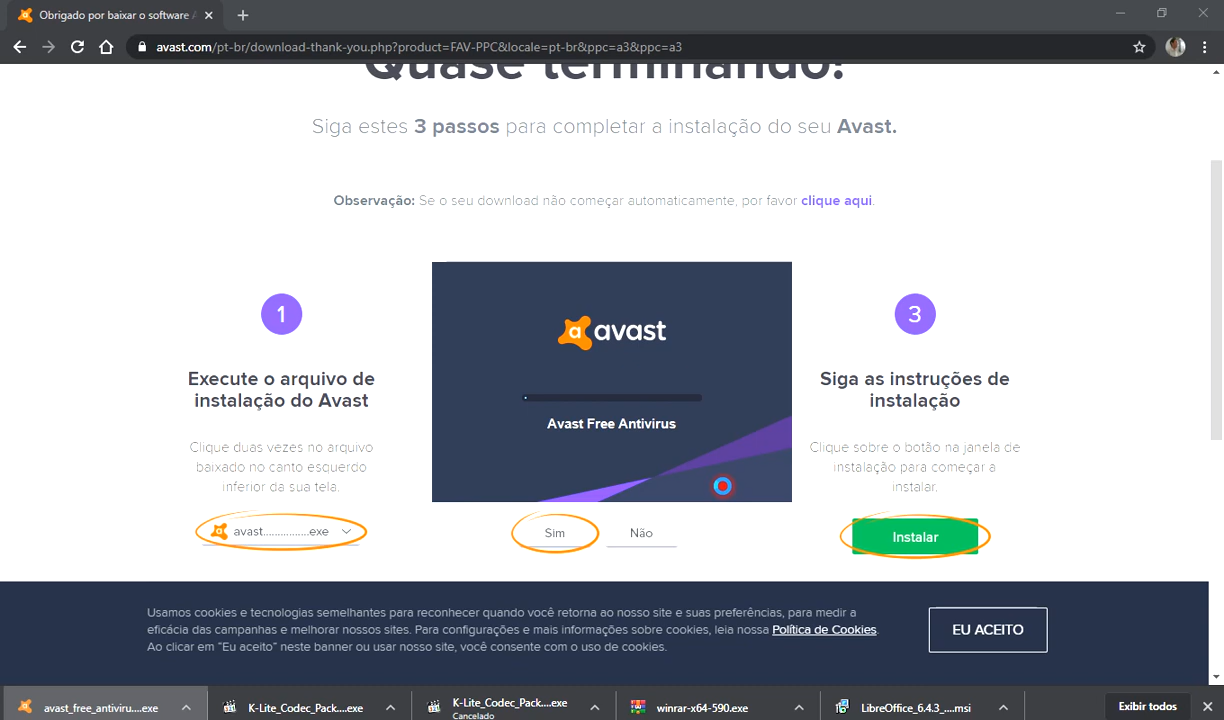 Obrigado por baixar o software A
avast.com/pt-br/download-thank-you.php?product=FAV-PPC&locale=pt-br&ppc=a3&ppc=a3
Quase terminando!
Siga estes 3 passos para completar a instalação do seu Avast.
Observação: Se o seu download não começar automaticamente, por favor clique aqui.
1
Execute o arquivo de
instalação do Avast
Clique duas vezes no arquivo
baixado no canto esquerdo
inferior da sua tela.
avast...............exe
a avast
Avast Free Antivirus
Sim
Não
3
Siga as instruções de
instalação
Clique sobre o botão na janela de
instalação para começar a
instalar.
Instalar
Usamos cookies e tecnologias semelhantes para reconhecer quando você retorna ao nosso site e suas preferências, para medir a
eficácia das campanhas e melhorar nossos sites. Para configurações e mais informações sobre cookies, leia nossa Política de Cookies.
Ao clicar em "Eu aceito" neste banner ou usar nosso site, você consente com o uso de cookies.
EU ACEITO
avast_free_antiviru....exe
K-Lite_Codec_Pack....exe
K-Lite_Codec_Pack....exe
Cancelado
winrar-x64-590.exe
LibreOffice_6.4.3_....msi
Exibir todos